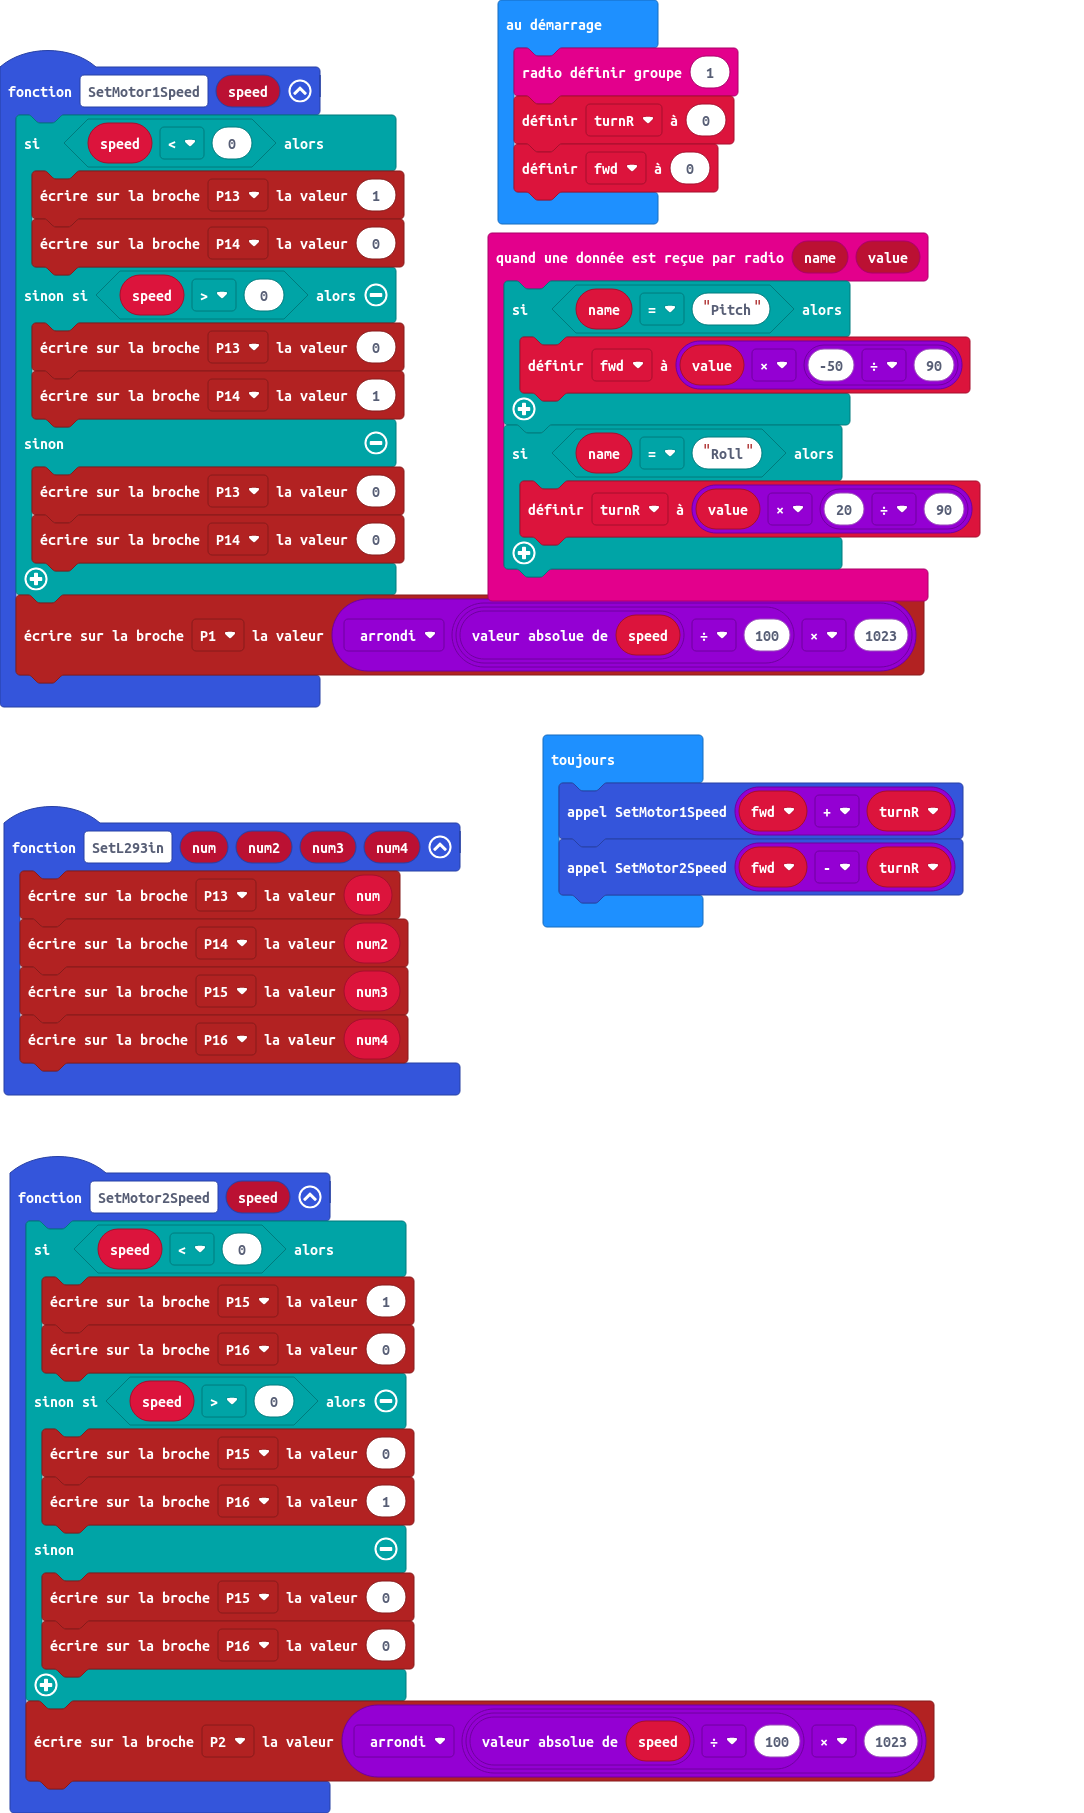 au démarrage
radio définir groupe 1
définir turnR à 0
définir fwd à 0
fonction SetMotor1Speed speed
si speed < 0 alors
écrire sur la broche P13 la valeur 1
écrire sur la broche P14 la valeur 0
sinon si speed > 0 alors
écrire sur la broche P13 la valeur 0
écrire sur la broche P14 la valeur 1
sinon
écrire sur la broche P13 la valeur 0
écrire sur la broche P14 la valeur 0
écrire sur la broche P1 la valeur arrondi valeur absolue de speed ÷ 100 × 1023
quand une donnée est reçue par radio name value
si name = "Pitch" alors
définir fwd à value × -50 ÷ 90
si name = "Roll" alors
définir turnR à value × 20 ÷ 90
toujours
appel SetMotor1Speed fwd + turnR
appel SetMotor2Speed fwd - turnR
fonction SetL293in num num2 num3 num4
écrire sur la broche P13 la valeur num
écrire sur la broche P14 la valeur num2
écrire sur la broche P15 la valeur num3
écrire sur la broche P16 la valeur num4
fonction SetMotor2Speed speed
si speed < 0 alors
écrire sur la broche P15 la valeur 1
écrire sur la broche P16 la valeur 0
sinon si speed > 0 alors
écrire sur la broche P15 la valeur 0
écrire sur la broche P16 la valeur 1
sinon
écrire sur la broche P15 la valeur 0
écrire sur la broche P16 la valeur 0
écrire sur la broche P2 la valeur arrondi valeur absolue de speed ÷ 100 × 1023